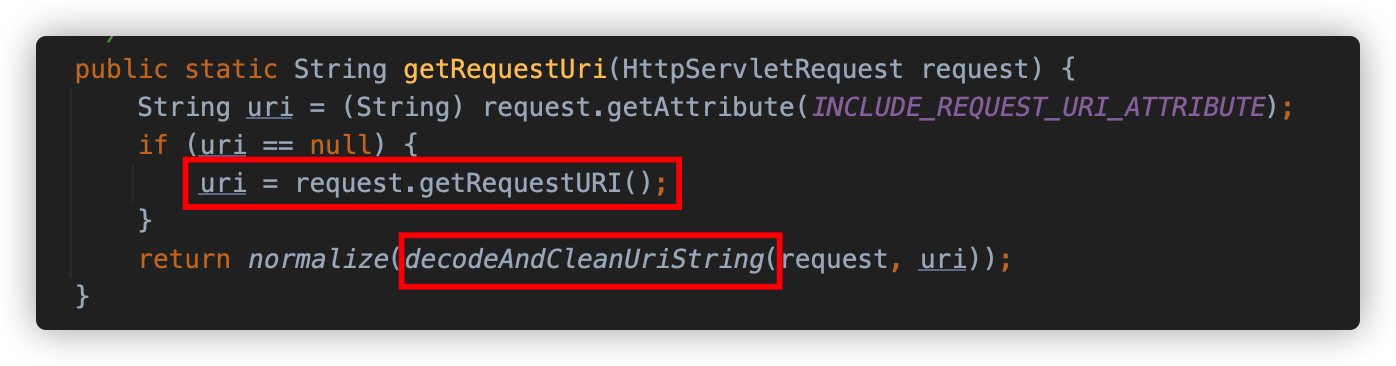 public static String getRequestUri(HttpServletRequest request) {
String uri = (String) request.getAttribute(INCLUDE_REQUEST_URI_ATTRIBUTE);
if (uri == null) {
uri = request.getRequestURI();
}
return normalize(decodeAndCleanUriString(request, uri));
}